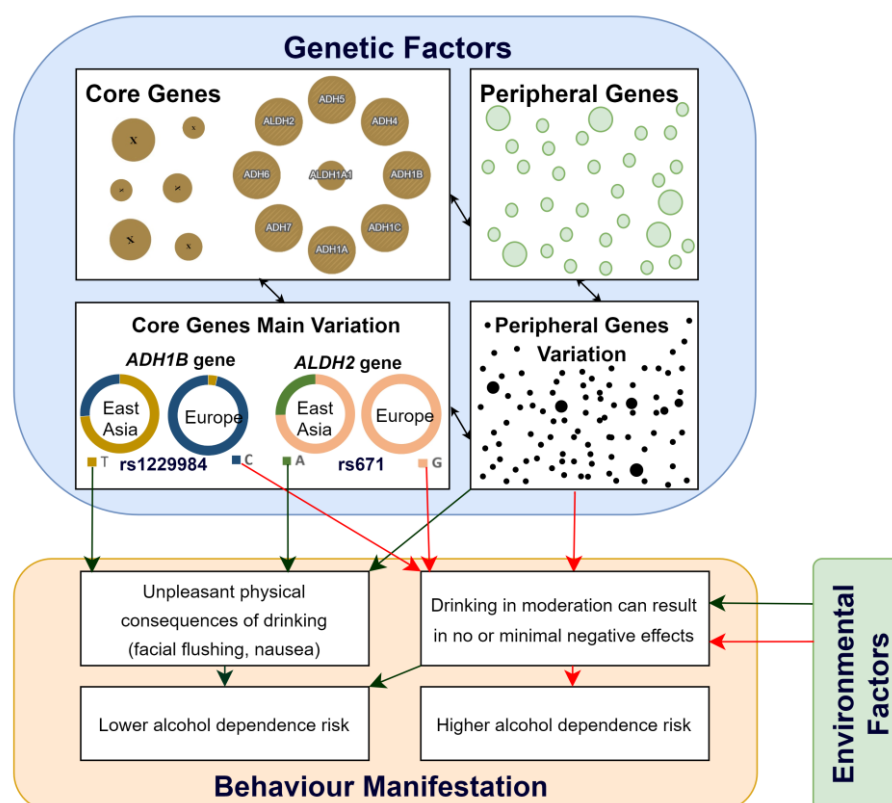 Genetic Factors
Core Genes
X
X
X
X
X
X
ADH5
ALDH2
ADH4
ADH6
ALDH1A1
ADH1B
ADH7
ADH1C
ADH1A
Peripheral Genes
Core Genes Main Variation
ADH1B gene
ALDH2 gene
East
Asia
Europe
East
Asia
Europe
T
rs1229984
C
A
rs671
G
Peripheral Genes
Variation
Unpleasant physical
consequences of drinking
(facial flushing, nausea)
Drinking in moderation can result
in no or minimal negative effects
Lower alcohol dependence risk
Higher alcohol dependence risk
Behaviour Manifestation
Environmental
Factors